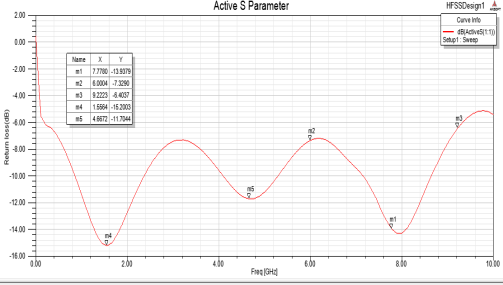 Active S Parameter
HFSSDesign1
ANSOFT
Curve Info
dB(ActiveS(1:1))
Setup1 : Sweep
Name X Y
m1 7.7780 -13.9379
m2 6.0004 -7.3290
m3 9.2223 -6.4037
m4 1.5564 -15.2003
m5 4.6672 -11.7044
Return loss(dB)
2.00
0.00
-2.00
-4.00
-6.00
-8.00
-10.00
-12.00
-14.00
-16.00
m4
m5
m2
m1
m3
0.00 2.00 4.00 6.00 8.00 10.00
Freq [GHz]